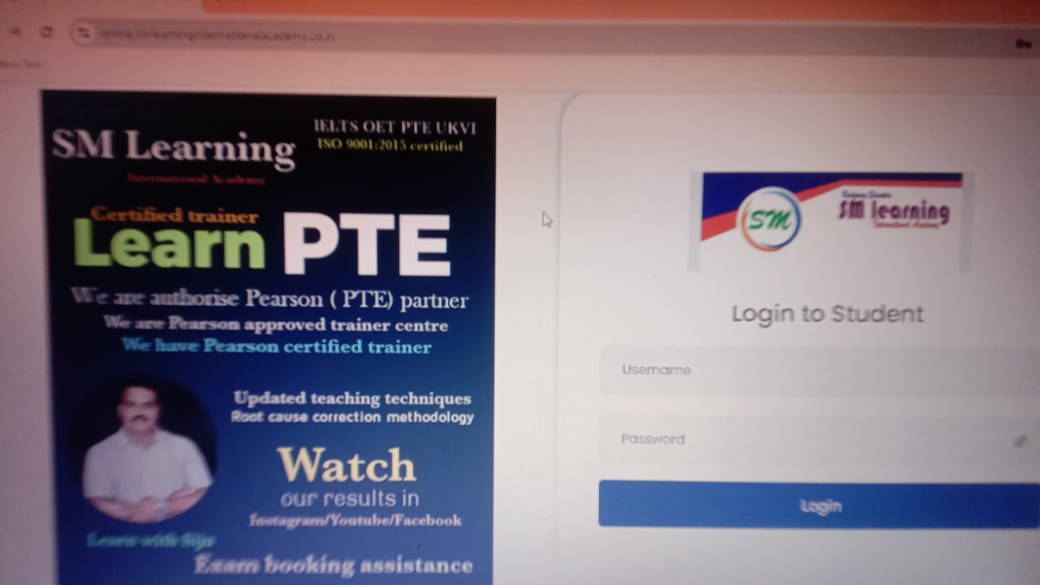 SM Learning
International Academy
IELTS OET PTE UKVI
ISO 9001:2015 certified
Certified trainer
Learn PTE
We are authorise Pearson ( PTE) partner
We are Pearson approved trainer centre
We have Pearson certified trainer
Updated teaching techniques
Root cause correction methodology
Watch
our results in
Instagram/Youtube/Facebook
Learn with Siju
Exam booking assistance
SM
SM learning
International Academy
Login to Student
Username
Password
Login